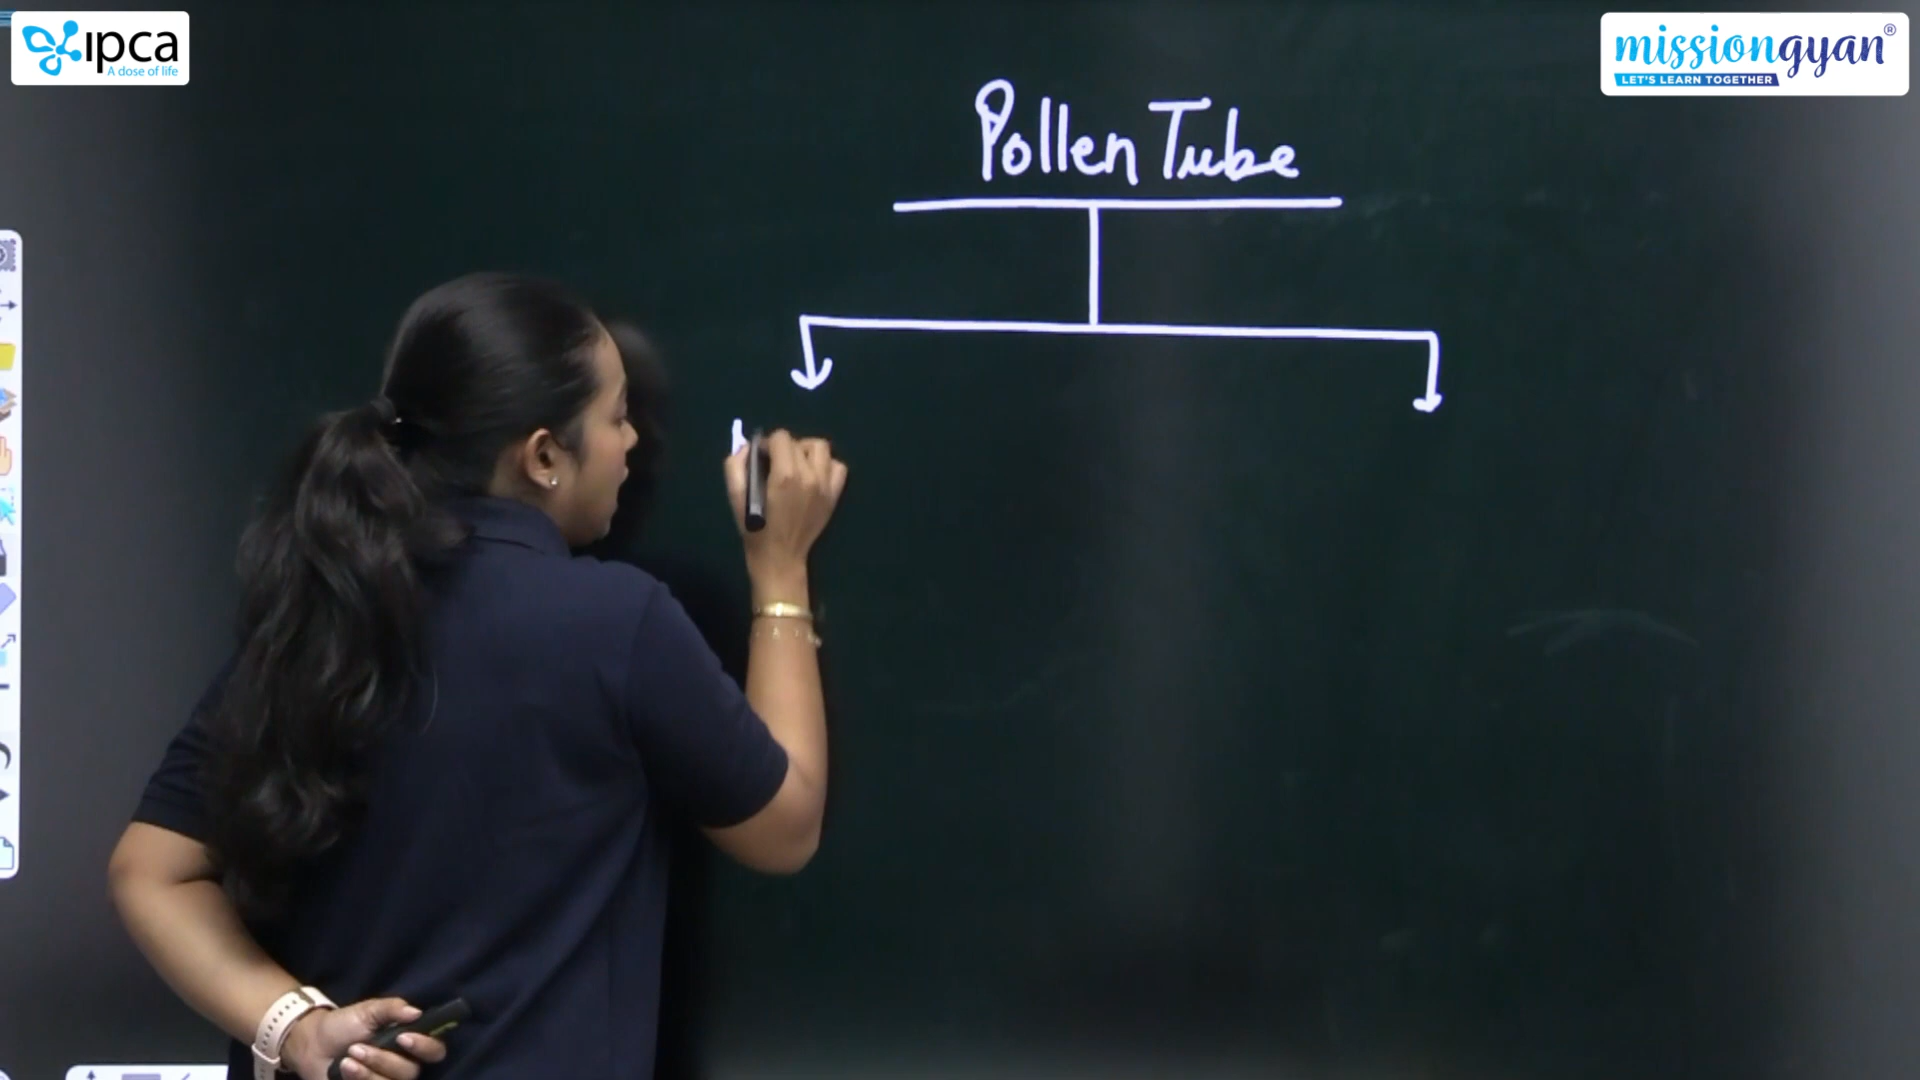 ipca
A dose of life
missiongyan®
LET'S LEARN TOGETHER
Pollen Tube